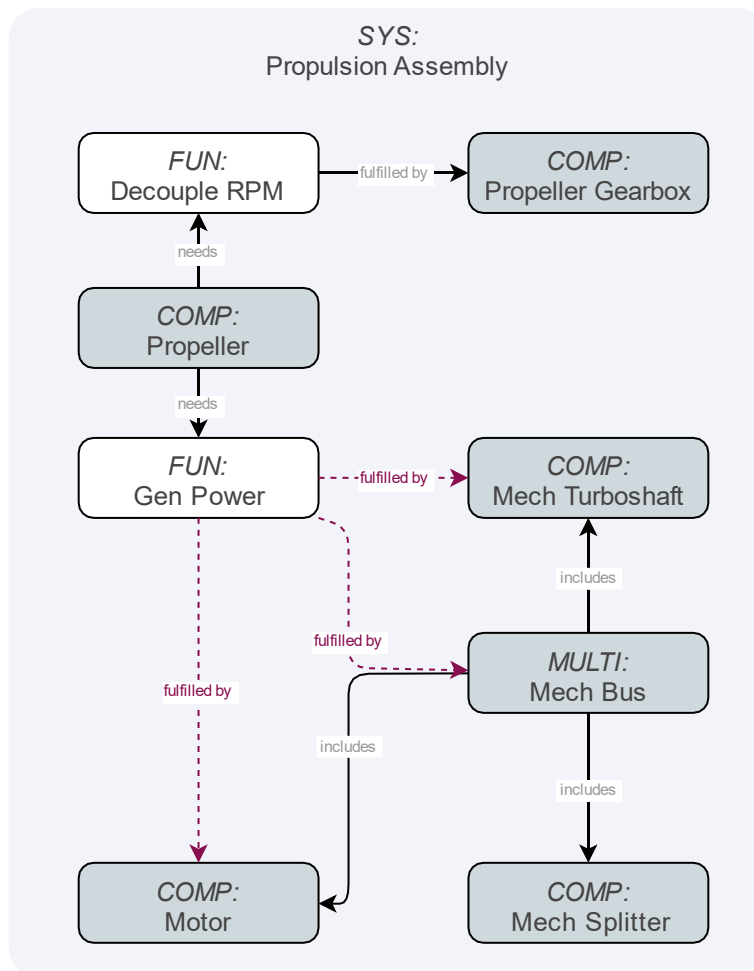 SYS:
Propulsion Assembly
FUN:
Decouple RPM
fulfilled by
COMP:
Propeller Gearbox
needs
COMP:
Propeller
needs
FUN:
Gen Power
fulfilled by
COMP:
Mech Turboshaft
includes
fulfilled by
MULTI:
Mech Bus
fulfilled by
includes
includes
COMP:
Motor
COMP:
Mech Splitter